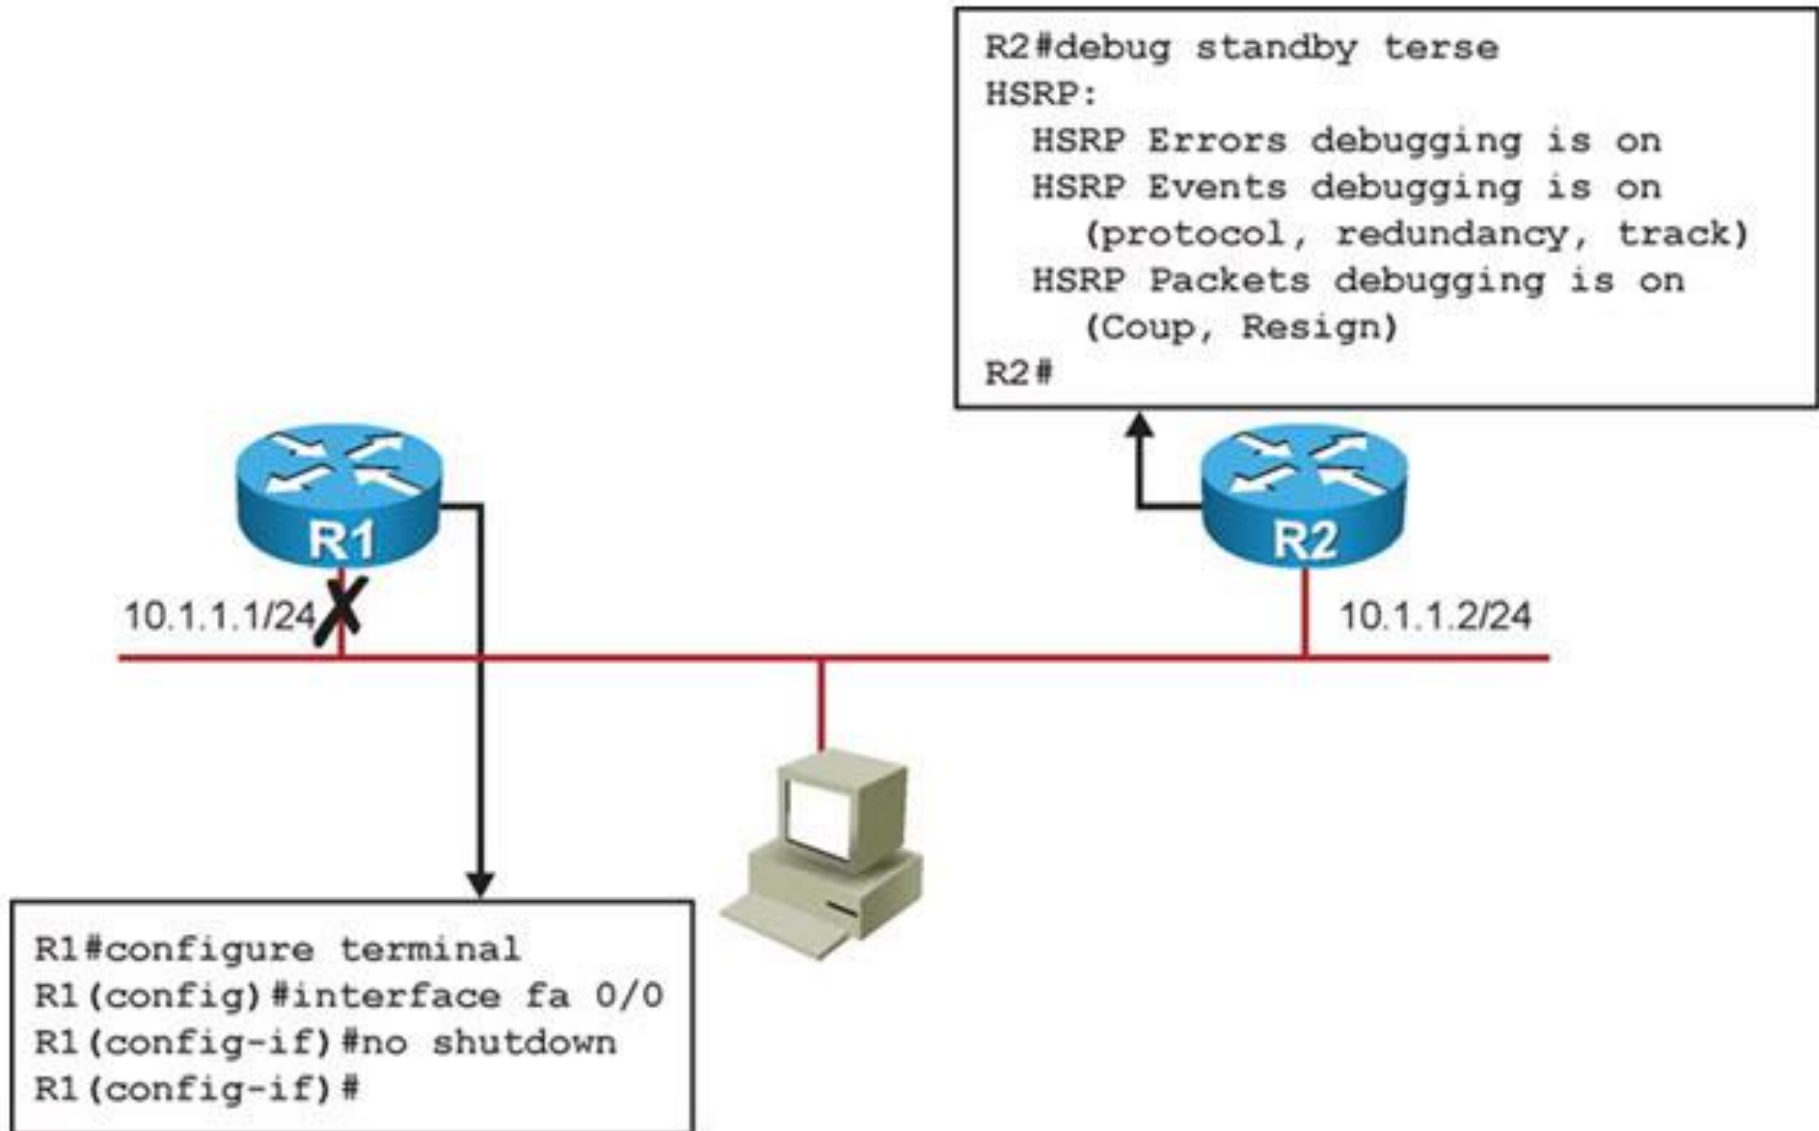 R2#debug standby terse
HSRP:
HSRP Errors debugging is on
HSRP Events debugging is on
(protocol, redundancy, track)
HSRP Packets debugging is on
(Coup, Resign)
R2#
R1
R2
10.1.1.1/24
10.1.1.2/24
R1#configure terminal
R1(config)#interface fa 0/0
R1(config-if)#no shutdown
R1(config-if)#